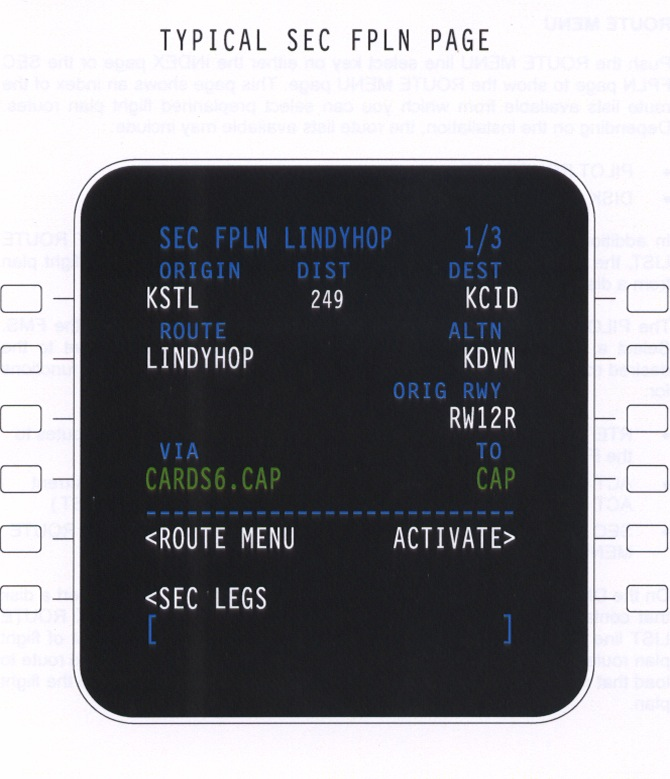 TYPICAL SEC FPLN PAGE
SEC FPLN LINDYHOP 1/3
ORIGIN DIST DEST
KSTL 249 KCID
ROUTE ALTN
LINDYHOP KDVN
ORIG RWY
RW12R
VIA TO
CARDS6.CAP CAP
----------------------------
<ROUTE MENU ACTIVATE>
<SEC LEGS
[ ]